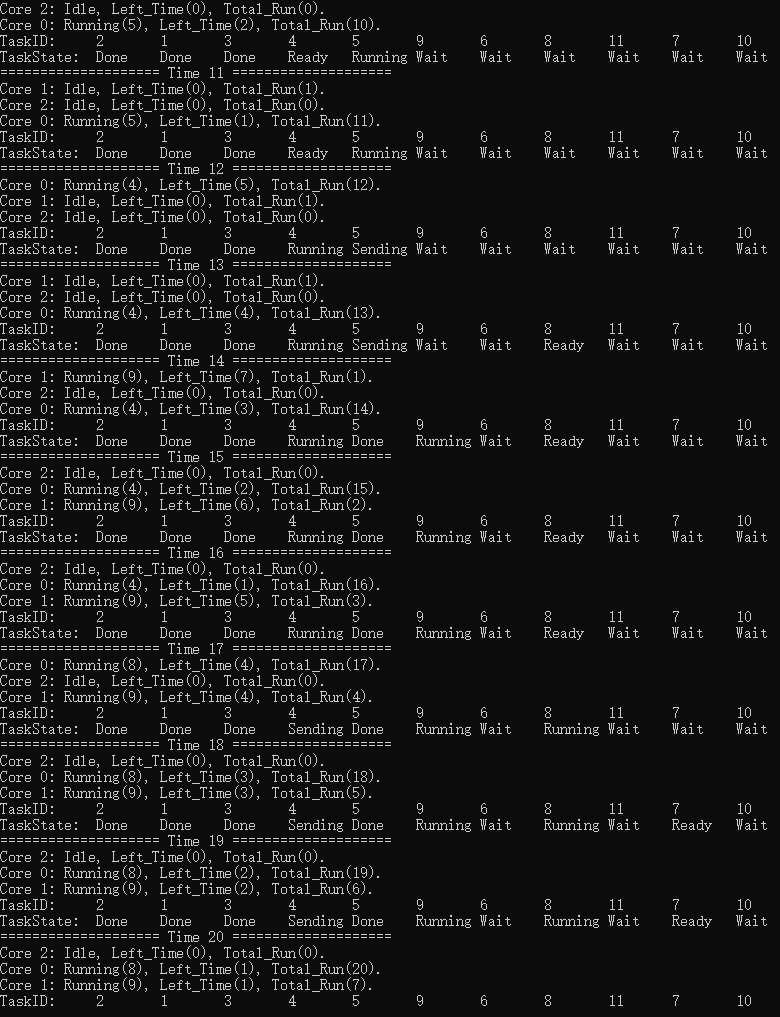 Core 2: Idle, Left_Time(0), Total_Run(0).
Core 0: Running(5), Left_Time(2), Total_Run(10).
TaskID: 2 1 3 4 5 9 6 8 11 7 10
TaskState: Done Done Done Ready Running Wait Wait Wait Wait Wait Wait
==================== Time 11 ====================
Core 1: Idle, Left_Time(0), Total_Run(1).
Core 2: Idle, Left_Time(0), Total_Run(0).
Core 0: Running(5), Left_Time(1), Total_Run(11).
TaskID: 2 1 3 4 5 9 6 8 11 7 10
TaskState: Done Done Done Ready Running Wait Wait Wait Wait Wait Wait
==================== Time 12 ====================
Core 0: Running(4), Left_Time(5), Total_Run(12).
Core 1: Idle, Left_Time(0), Total_Run(1).
Core 2: Idle, Left_Time(0), Total_Run(0).
TaskID: 2 1 3 4 5 9 6 8 11 7 10
TaskState: Done Done Done Running Sending Wait Wait Wait Wait Wait Wait
==================== Time 13 ====================
Core 1: Idle, Left_Time(0), Total_Run(1).
Core 2: Idle, Left_Time(0), Total_Run(0).
Core 0: Running(4), Left_Time(4), Total_Run(13).
TaskID: 2 1 3 4 5 9 6 8 11 7 10
TaskState: Done Done Done Running Sending Wait Wait Ready Wait Wait Wait
==================== Time 14 ====================
Core 1: Running(9), Left_Time(7), Total_Run(1).
Core 2: Idle, Left_Time(0), Total_Run(0).
Core 0: Running(4), Left_Time(3), Total_Run(14).
TaskID: 2 1 3 4 5 9 6 8 11 7 10
TaskState: Done Done Done Running Done Running Wait Ready Wait Wait Wait
==================== Time 15 ====================
Core 2: Idle, Left_Time(0), Total_Run(0).
Core 0: Running(4), Left_Time(2), Total_Run(15).
Core 1: Running(9), Left_Time(6), Total_Run(2).
TaskID: 2 1 3 4 5 9 6 8 11 7 10
TaskState: Done Done Done Running Done Running Wait Ready Wait Wait Wait
==================== Time 16 ====================
Core 2: Idle, Left_Time(0), Total_Run(0).
Core 0: Running(4), Left_Time(1), Total_Run(16).
Core 1: Running(9), Left_Time(5), Total_Run(3).
TaskID: 2 1 3 4 5 9 6 8 11 7 10
TaskState: Done Done Done Running Done Running Wait Ready Wait Wait Wait
==================== Time 17 ====================
Core 0: Running(8), Left_Time(4), Total_Run(17).
Core 2: Idle, Left_Time(0), Total_Run(0).
Core 1: Running(9), Left_Time(4), Total_Run(4).
TaskID: 2 1 3 4 5 9 6 8 11 7 10
TaskState: Done Done Done Sending Done Running Wait Running Wait Wait Wait
==================== Time 18 ====================
Core 2: Idle, Left_Time(0), Total_Run(0).
Core 0: Running(8), Left_Time(3), Total_Run(18).
Core 1: Running(9), Left_Time(3), Total_Run(5).
TaskID: 2 1 3 4 5 9 6 8 11 7 10
TaskState: Done Done Done Sending Done Running Wait Running Wait Ready Wait
==================== Time 19 ====================
Core 2: Idle, Left_Time(0), Total_Run(0).
Core 0: Running(8), Left_Time(2), Total_Run(19).
Core 1: Running(9), Left_Time(2), Total_Run(6).
TaskID: 2 1 3 4 5 9 6 8 11 7 10
TaskState: Done Done Done Sending Done Running Wait Running Wait Ready Wait
==================== Time 20 ====================
Core 2: Idle, Left_Time(0), Total_Run(0).
Core 0: Running(8), Left_Time(1), Total_Run(20).
Core 1: Running(9), Left_Time(1), Total_Run(7).
TaskID: 2 1 3 4 5 9 6 8 11 7 10